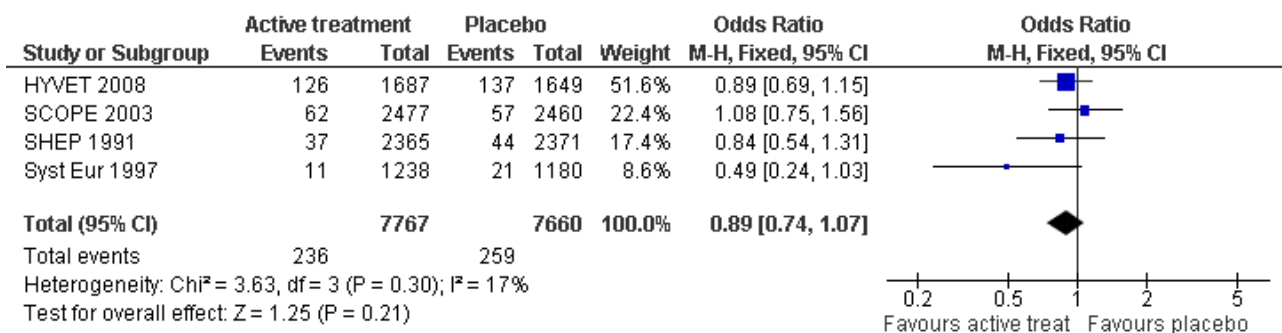 Active treatment Placebo Odds Ratio Odds Ratio
Study or Subgroup Events Total Events Total Weight M-H, Fixed, 95% CI M-H, Fixed, 95% CI
HYVET 2008 126 1687 137 1649 51.6% 0.89 [0.69, 1.15]
SCOPE 2003 62 2477 57 2460 22.4% 1.08 [0.75, 1.56]
SHEP 1991 37 2365 44 2371 17.4% 0.84 [0.54, 1.31]
Syst Eur 1997 11 1238 21 1180 8.6% 0.49 [0.24, 1.03]
Total (95% CI) 7767 7660 100.0% 0.89 [0.74, 1.07]
Total events 236 259
Heterogeneity: Chi² = 3.63, df = 3 (P = 0.30); I² = 17%
Test for overall effect: Z = 1.25 (P = 0.21)
0.2 0.5 1 2 5
Favours active treat Favours placebo